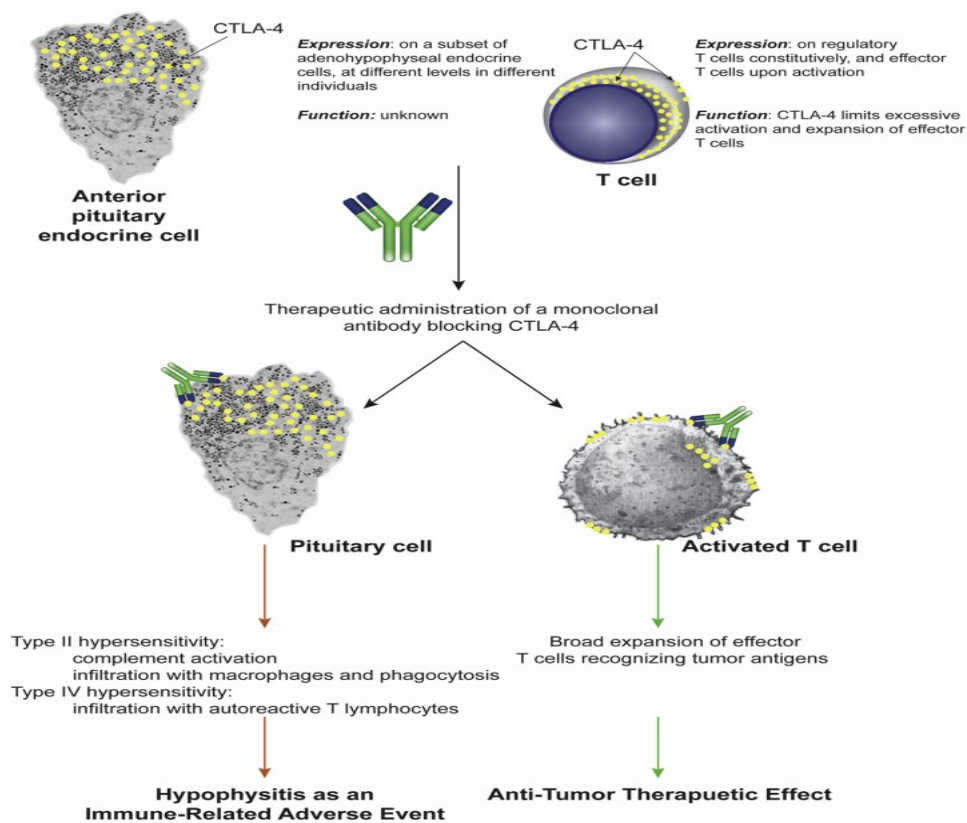 CTLA-4
Expression: on a subset of
adenohypophyseal endocrine
cells, at different levels in different
individuals
Function: unknown
Anterior
pituitary
endocrine cell
CTLA-4
Expression: on regulatory
T cells constitutively, and effector
T cells upon activation
Function: CTLA-4 limits excessive
activation and expansion of effector
T cells
T cell
Therapeutic administration of a monoclonal
antibody blocking CTLA-4
Pituitary cell
Activated T cell
Type II hypersensitivity:
complement activation
infiltration with macrophages and phagocytosis
Type IV hypersensitivity:
infiltration with autoreactive T lymphocytes
Broad expansion of effector
T cells recognizing tumor antigens
Hypophysitis as an
Immune-Related Adverse Event
Anti-Tumor Therapuetic Effect